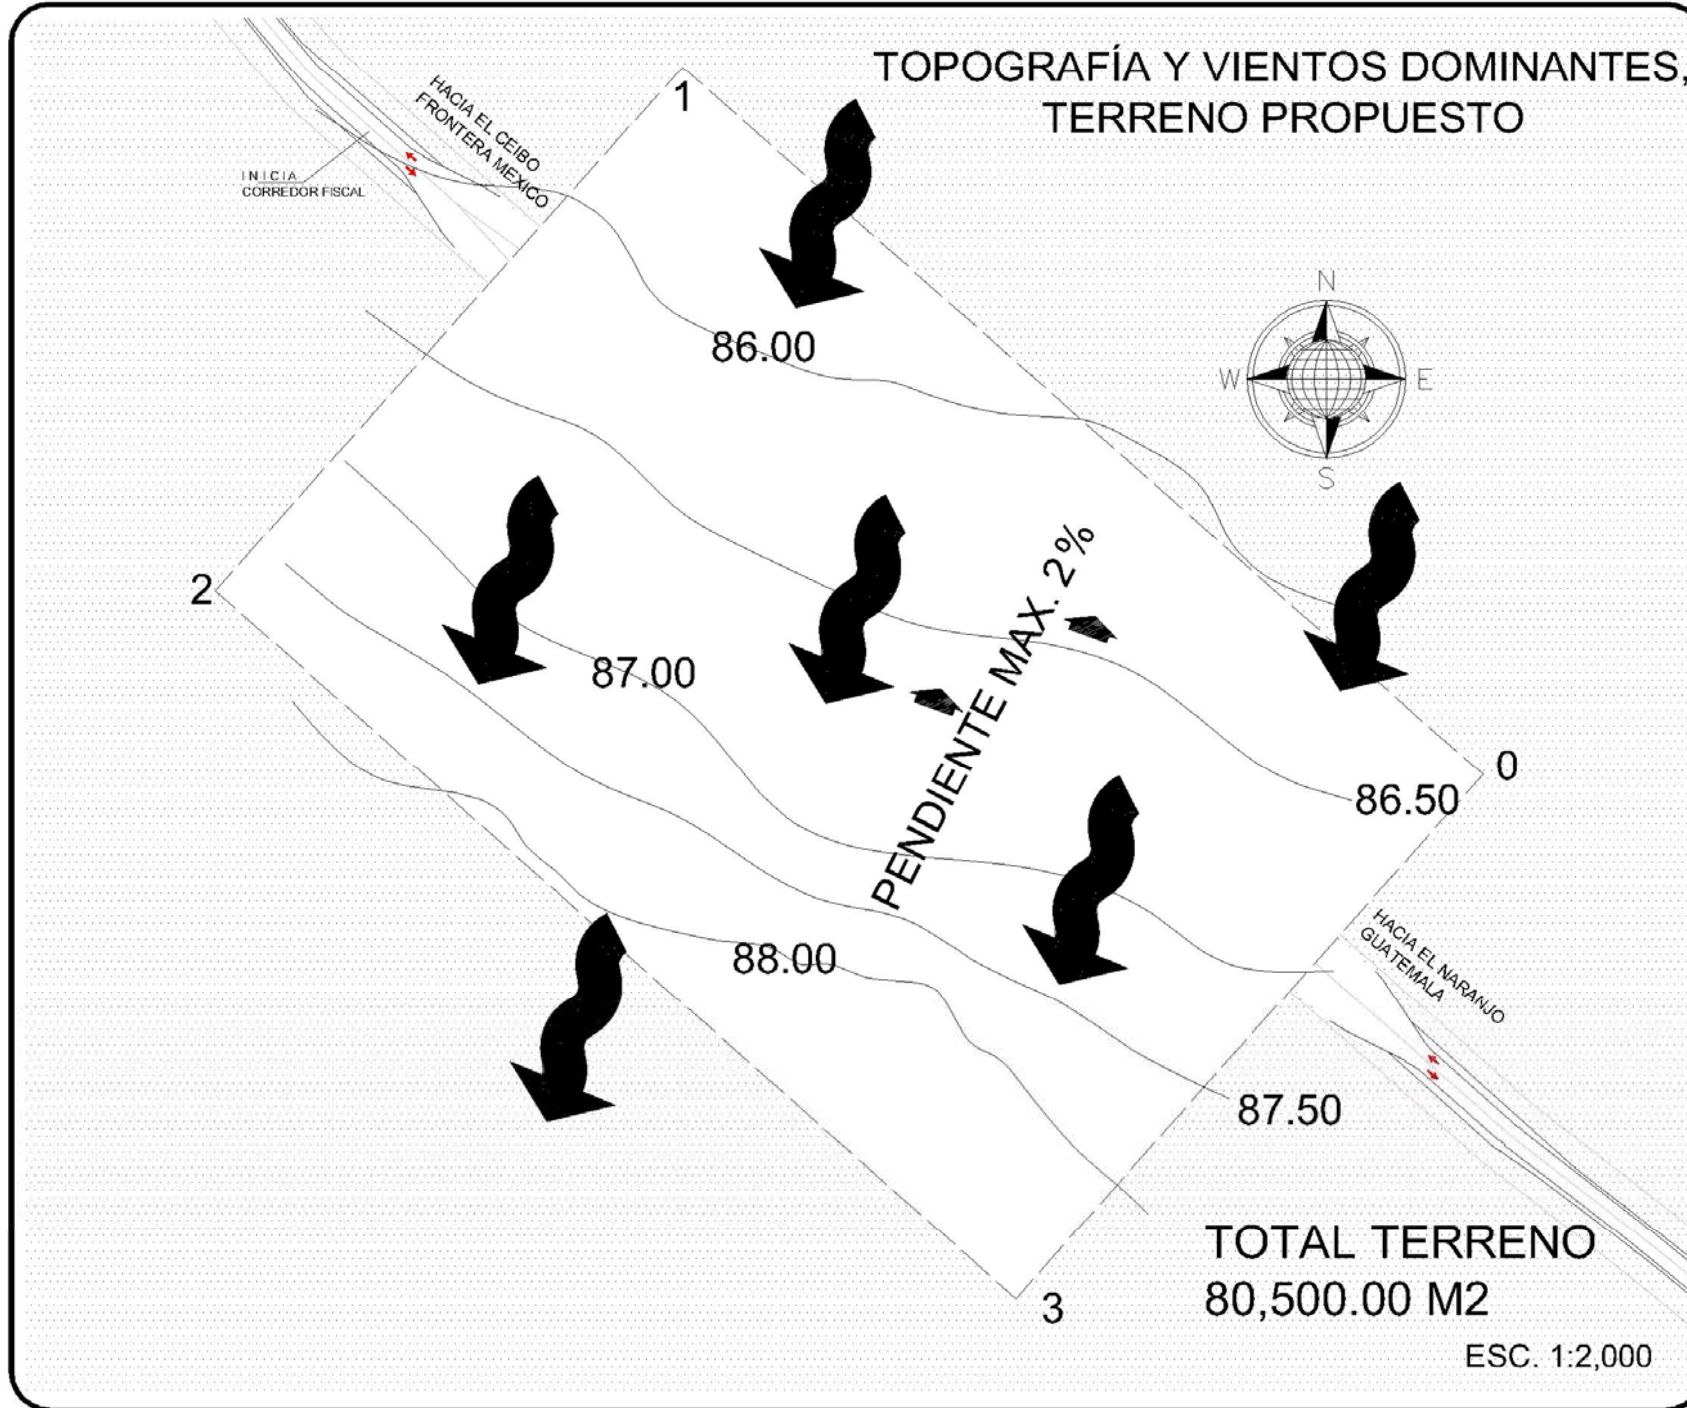 TOPOGRAFÍA Y VIENTOS DOMINANTES,
TERRENO PROPUESTO
HACIA EL CEIBO
FRONTERA MEXICO
INICIA
CORREDOR FISCAL
1
N
W
E
S
86.00
2
87.00
PENDIENTE MAX. 2%
0
86.50
HACIA EL NARANJO
GUATEMALA
88.00
87.50
TOTAL TERRENO
80,500.00 M2
3
ESC. 1:2,000